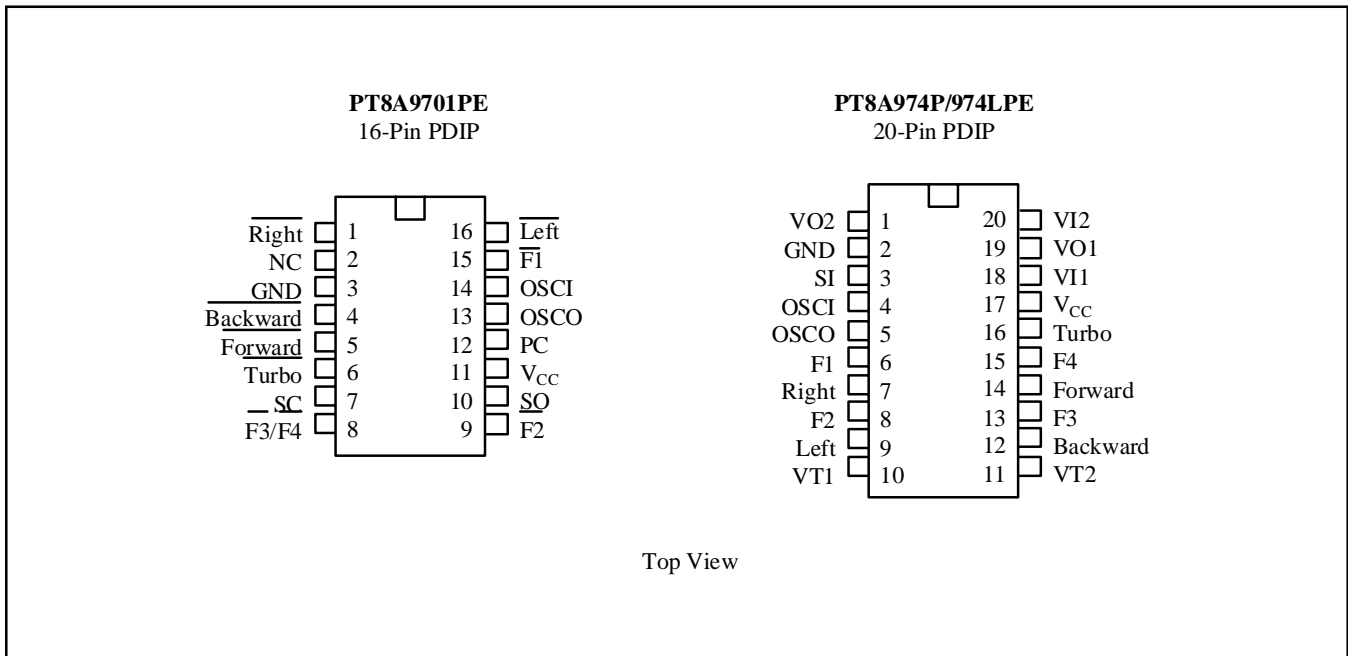 PT8A9701PE
16-Pin PDIP
Right 1 16 Left
NC 2 15 F1
GND 3 14 OSCI
Backward 4 13 OSCO
Forward 5 12 PC
Turbo 6 11 VCC
SC 7 10 SO
F3/F4 8 9 F2
PT8A974P/974LPE
20-Pin PDIP
VO2 1 20 VI2
GND 2 19 VO1
SI 3 18 VI1
OSCI 4 17 VCC
OSCO 5 16 Turbo
F1 6 15 F4
Right 7 14 Forward
F2 8 13 F3
Left 9 12 Backward
VT1 10 11 VT2
Top View